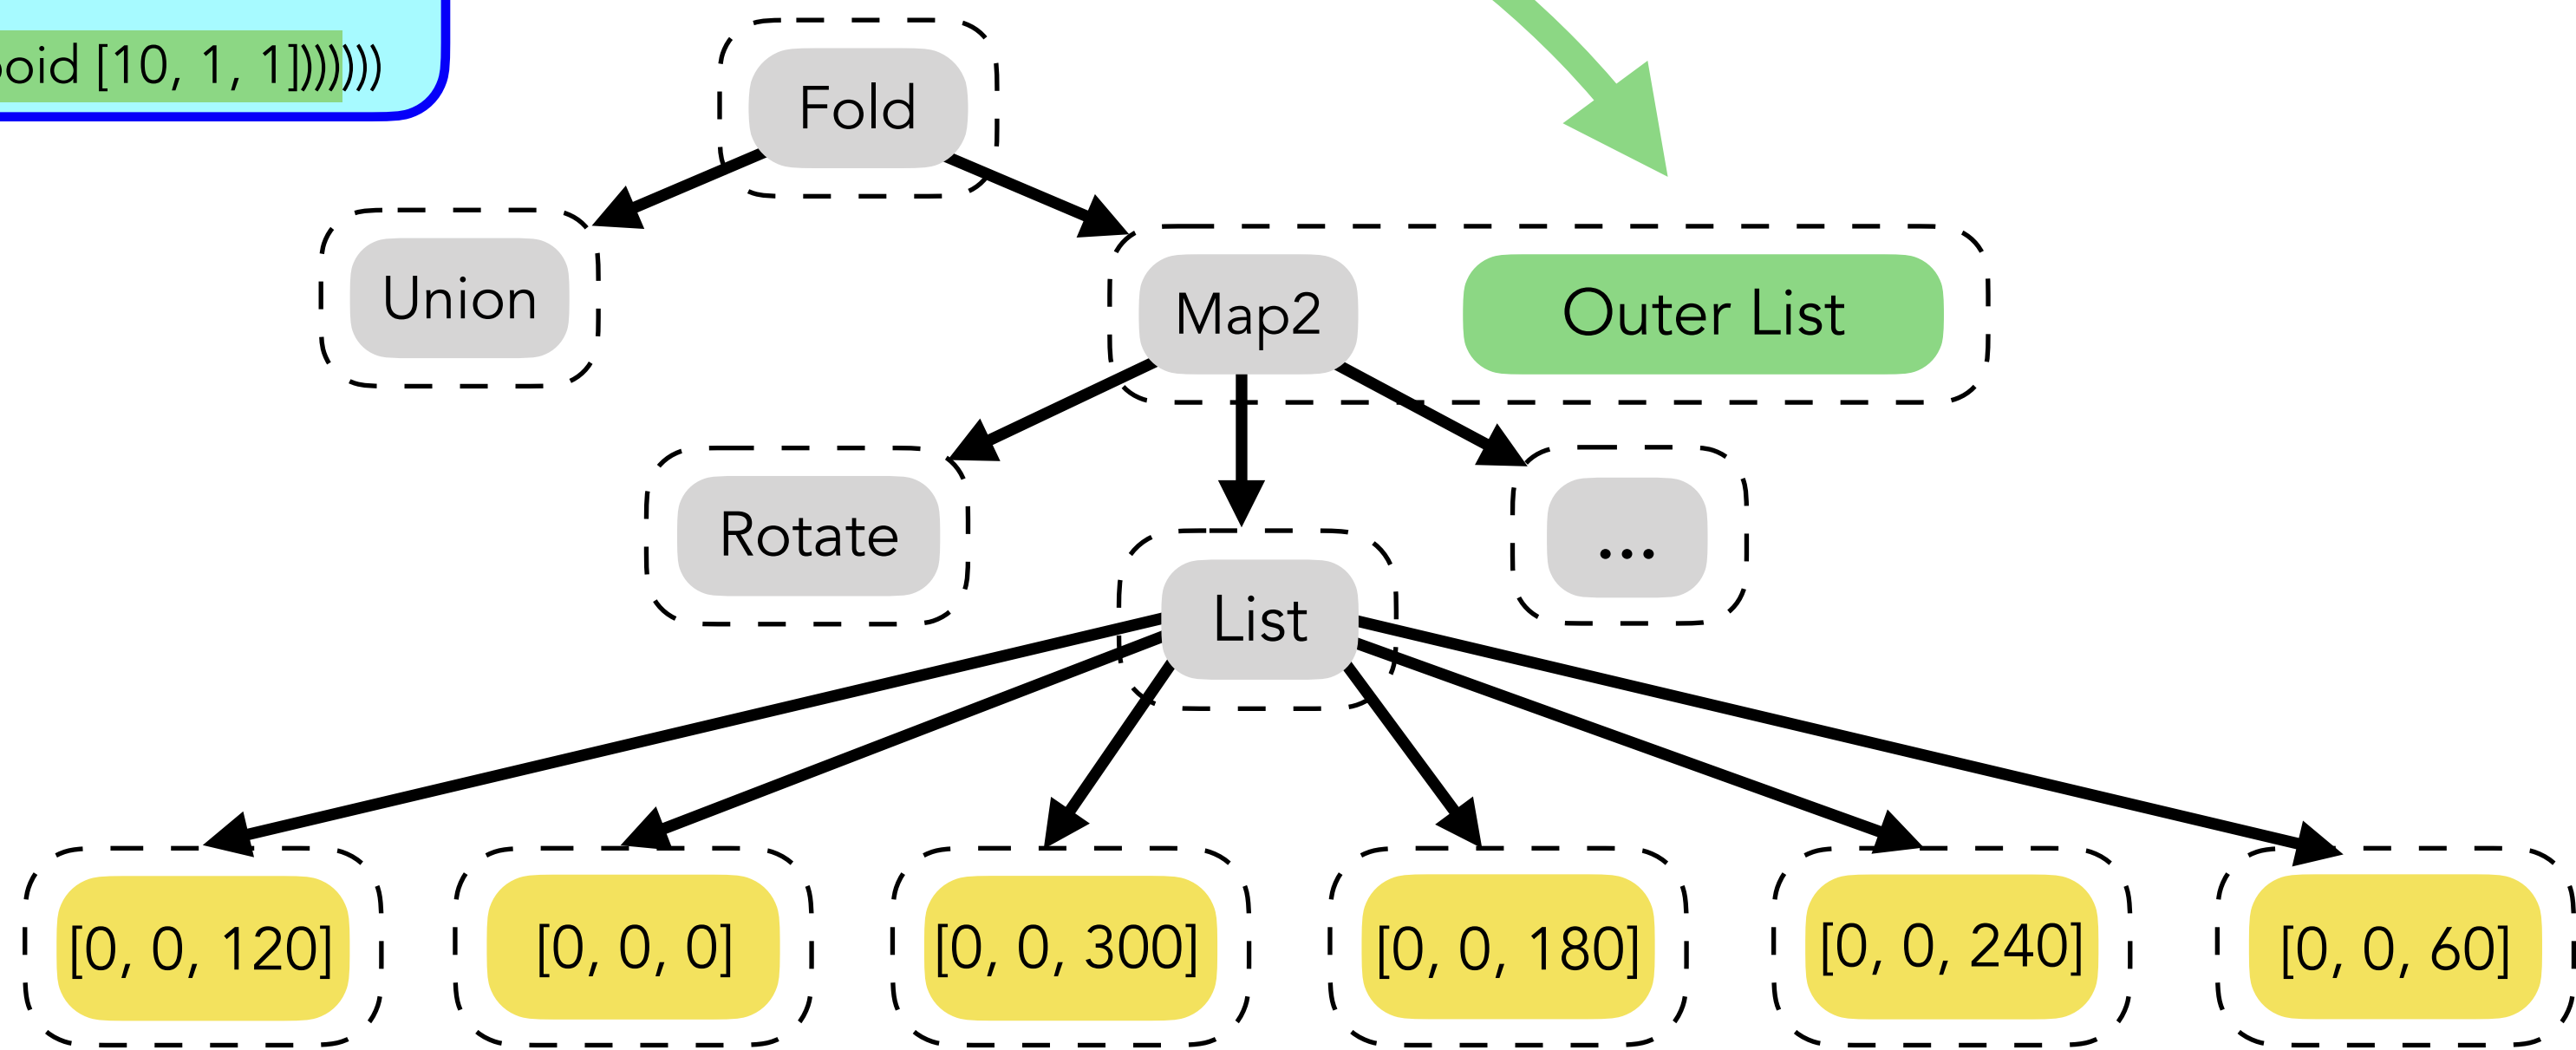 [10, 1, 1])))))))
Fold
Union
Map2
Outer List
Rotate
...
List
[0, 0, 120]
[0, 0, 0]
[0, 0, 300]
[0, 0, 180]
[0, 0, 240]
[0, 0, 60]